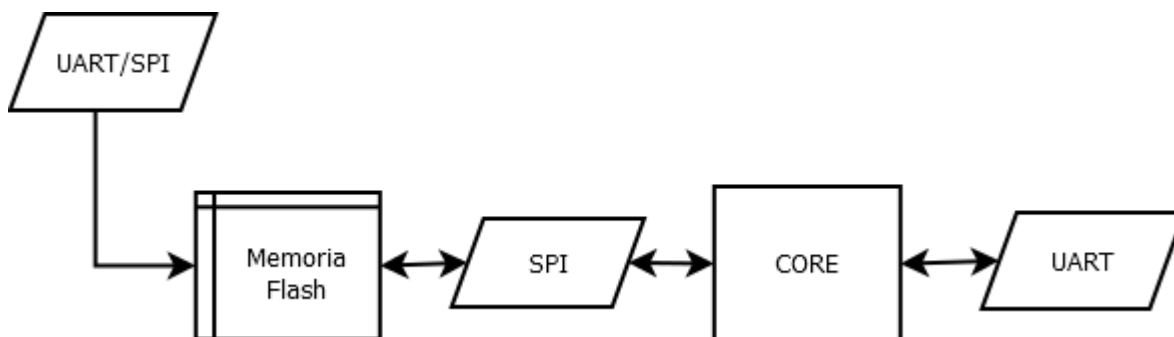 UART/SPI
Memoria
Flash
SPI
CORE
UART